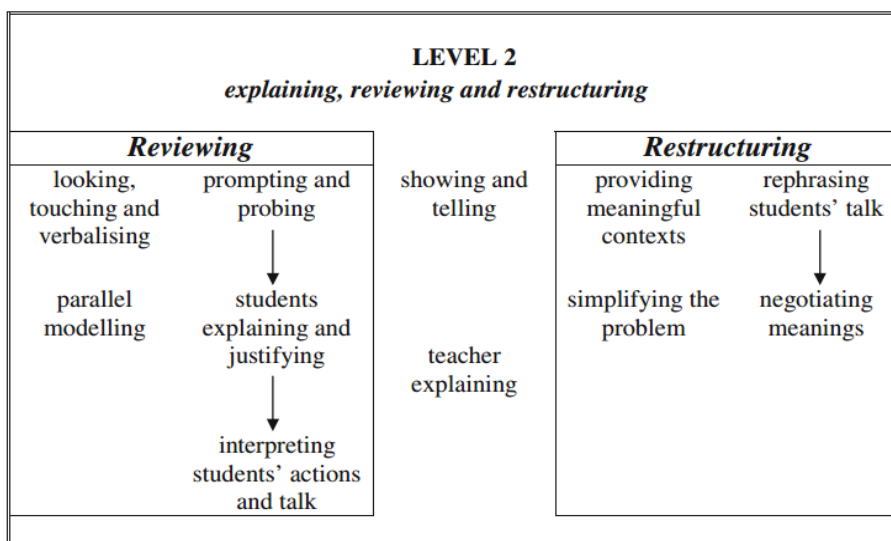 LEVEL 2
explaining, reviewing and restructuring
Reviewing
looking,
touching and
verbalising
parallel
modelling
prompting and
probing
students
explaining and
justifying
interpreting
students’ actions
and talk
showing and
telling
teacher
explaining
Restructuring
providing
meaningful
contexts
simplifying the
problem
rephrasing
students’ talk
negotiating
meanings